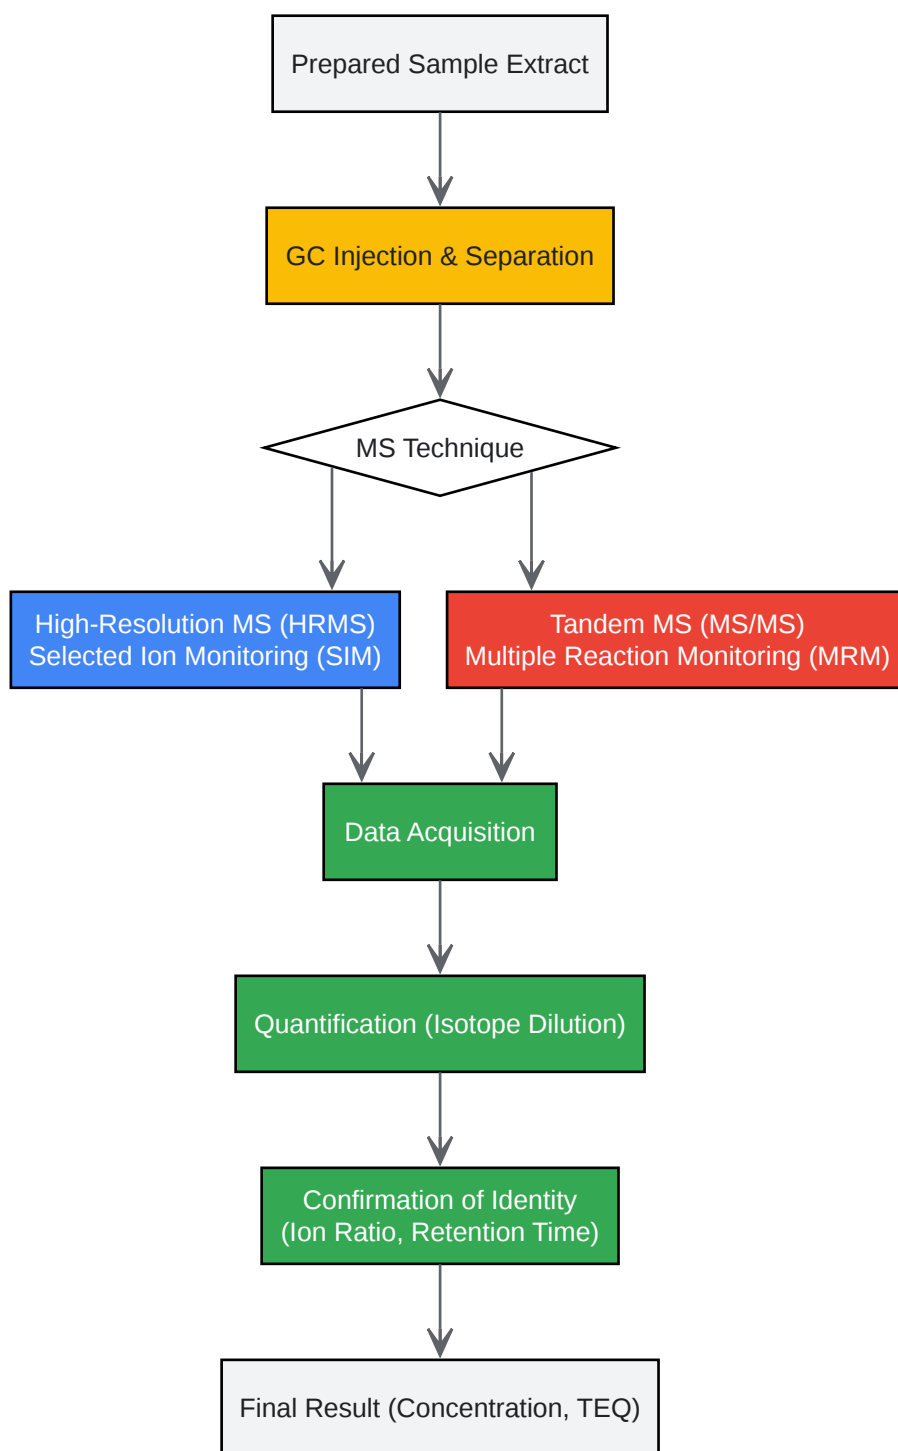 Prepared Sample Extract
GC Injection & Separation
MS Technique
High-Resolution MS (HRMS)
Selected Ion Monitoring (SIM)
Tandem MS (MS/MS)
Multiple Reaction Monitoring (MRM)
Data Acquisition
Quantification (Isotope Dilution)
Confirmation of Identity
(Ion Ratio, Retention Time)
Final Result (Concentration, TEQ)